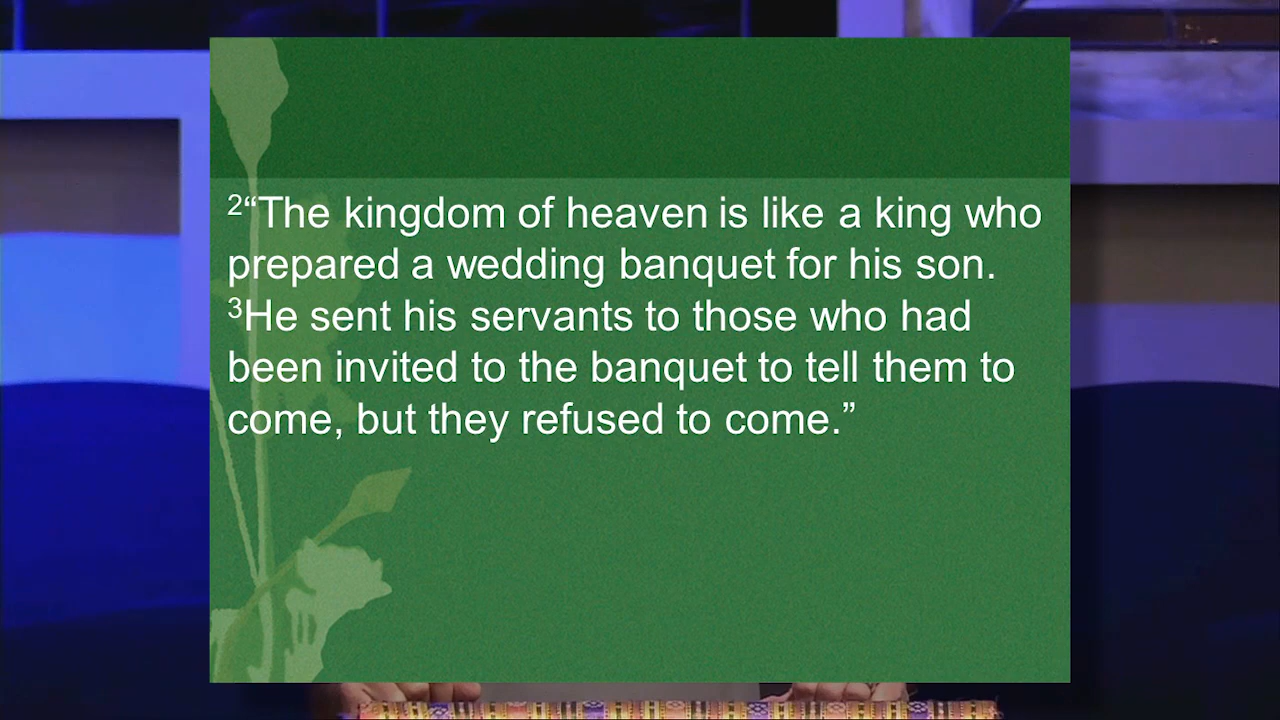 2“The kingdom of heaven is like a king who
prepared a wedding banquet for his son.
3He sent his servants to those who had
been invited to the banquet to tell them to
come, but they refused to come.”